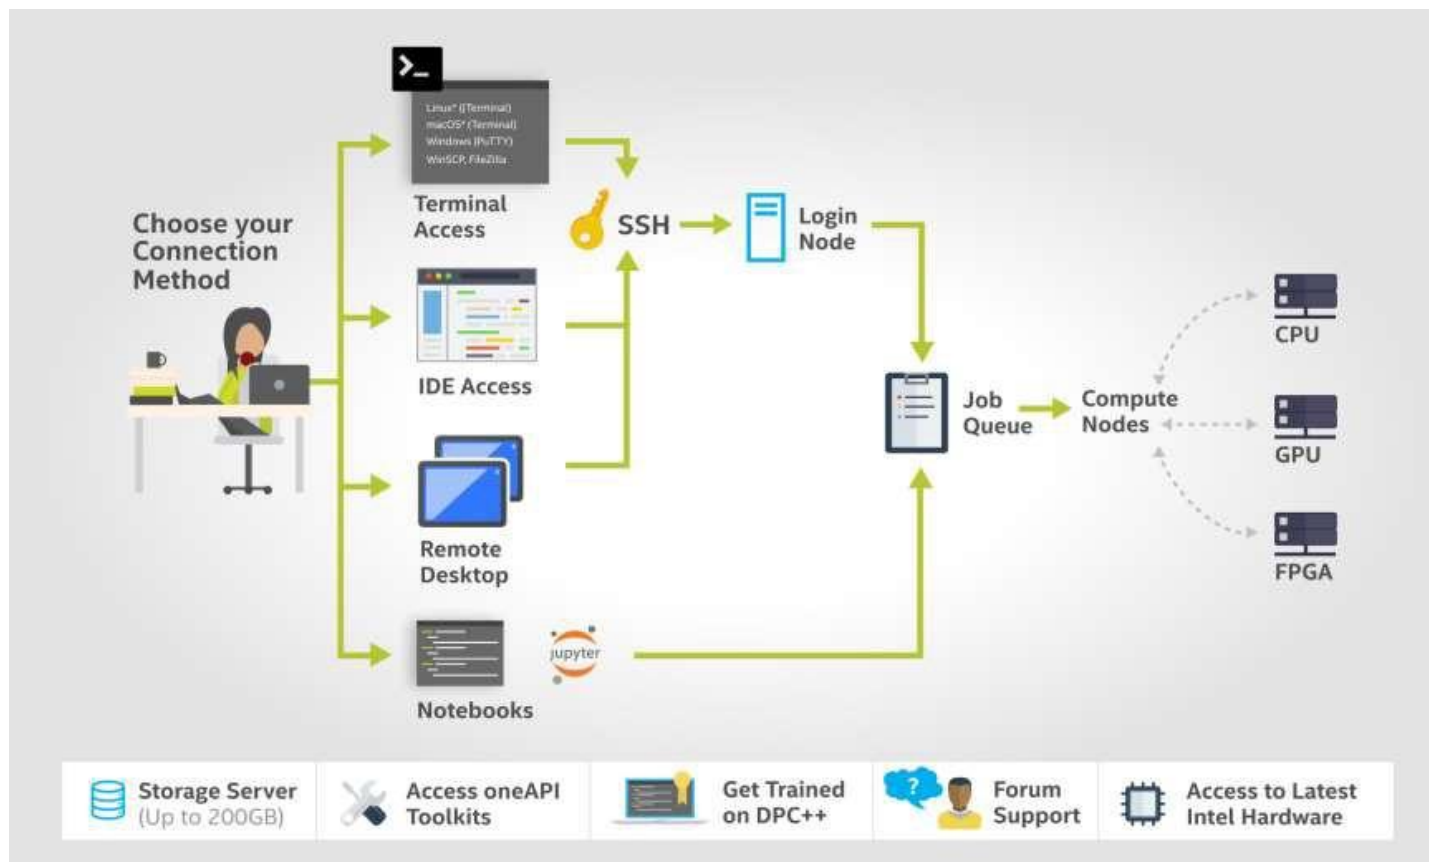 Linux* ((Terminal)
macOS* (Terminal)
Windows (PuTTY)
WinSCP, FileZilla
Terminal
Access
Choose your
Connection
Method
SSH
Login
Node
IDE Access
CPU
Job
Queue
Compute
Nodes
GPU
Remote
Desktop
FPGA
jupyter
Notebooks
Storage Server
(Up to 200GB)
Access oneAPI
Toolkits
Get Trained
on DPC++
?
Forum
Support
Access to Latest
Intel Hardware